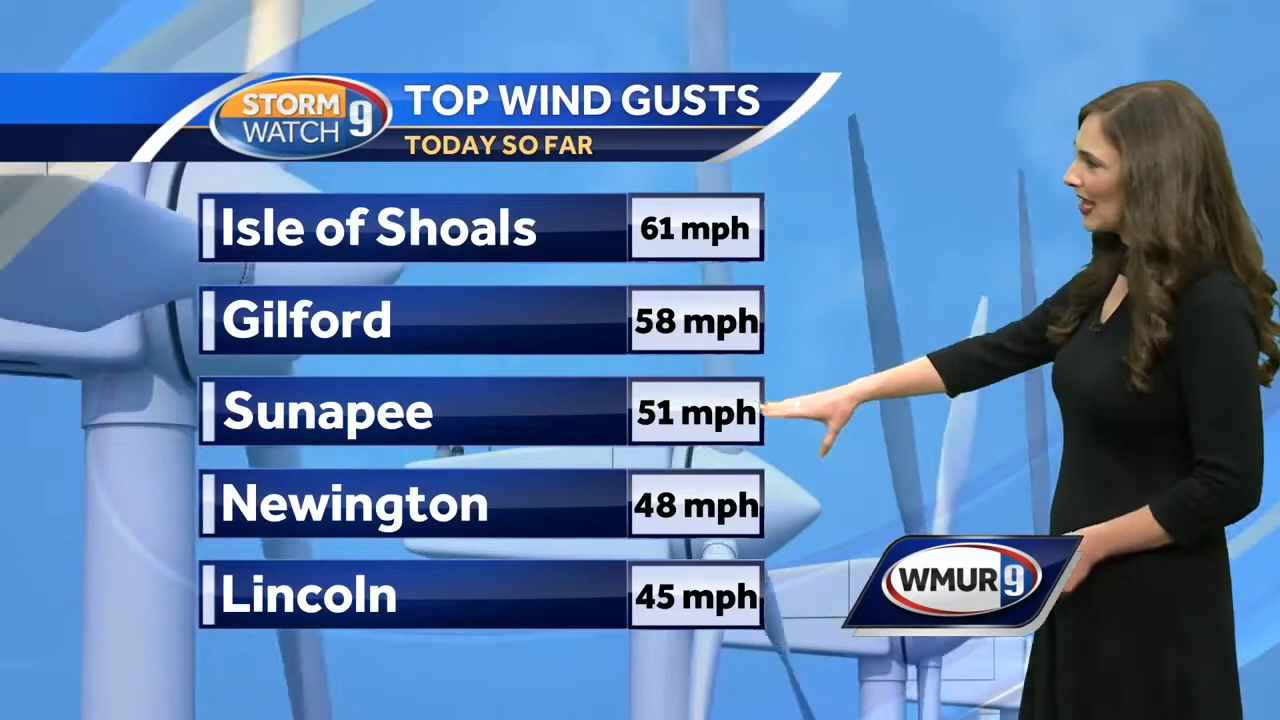 STORM
WATCH 9
TOP WIND GUSTS
TODAY SO FAR
Isle of Shoals 61 mph
Gilford 58 mph
Sunapee 51 mph
Newington 48 mph
Lincoln 45 mph
WMUR 9